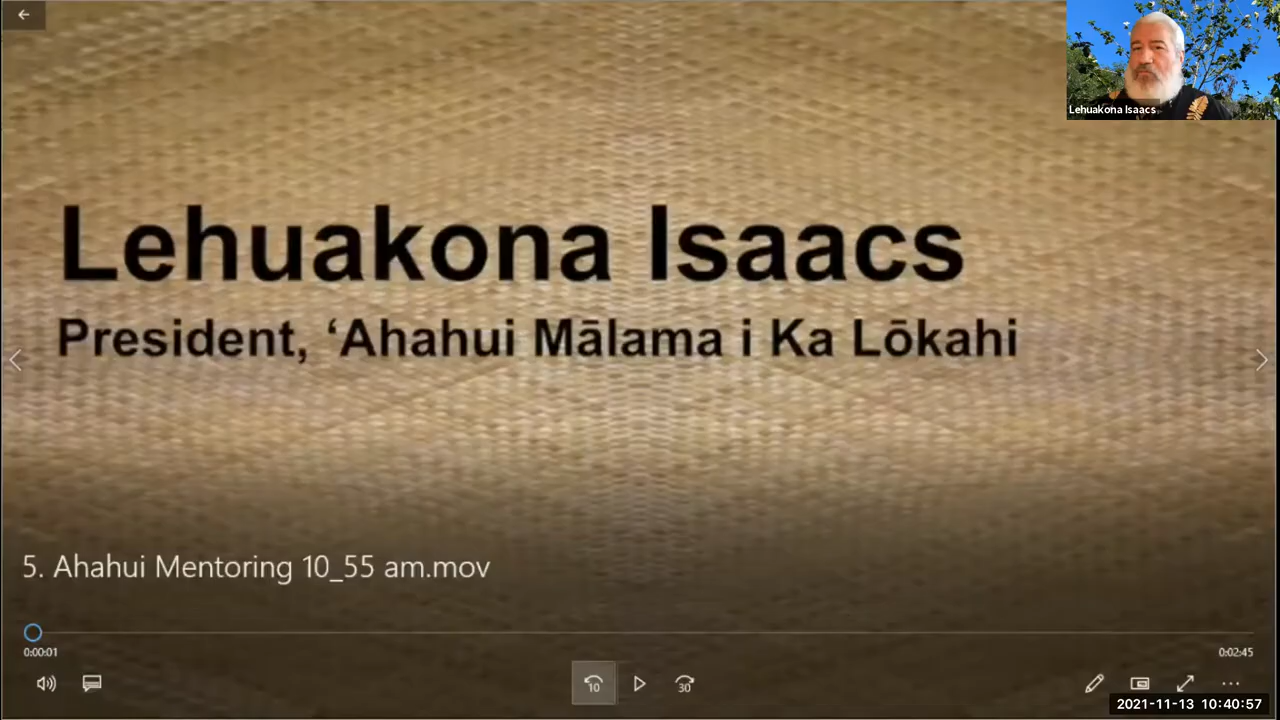 Lehuakona Isaacs
Lehuakona Isaacs
President, ‘Ahahui Mālama i Ka Lōkahi
5. Ahahui Mentoring 10_55 am.mov
0:00:01
0:02:45
10
30
2021-11-13 10:40:57